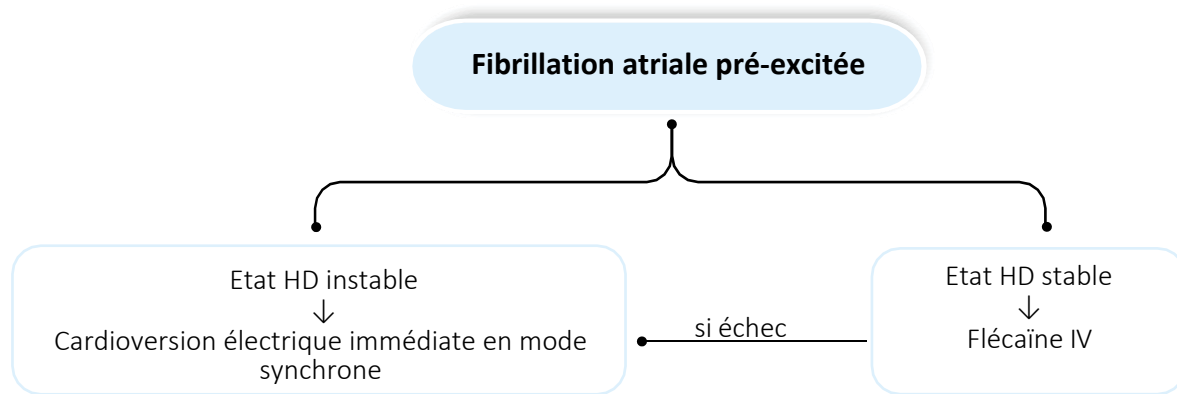 Fibrillation atriale pré-excitée
Etat HD instable
↓
Cardioversion électrique immédiate en mode
synchrone
si échec
Etat HD stable
↓
Flécaïne IV